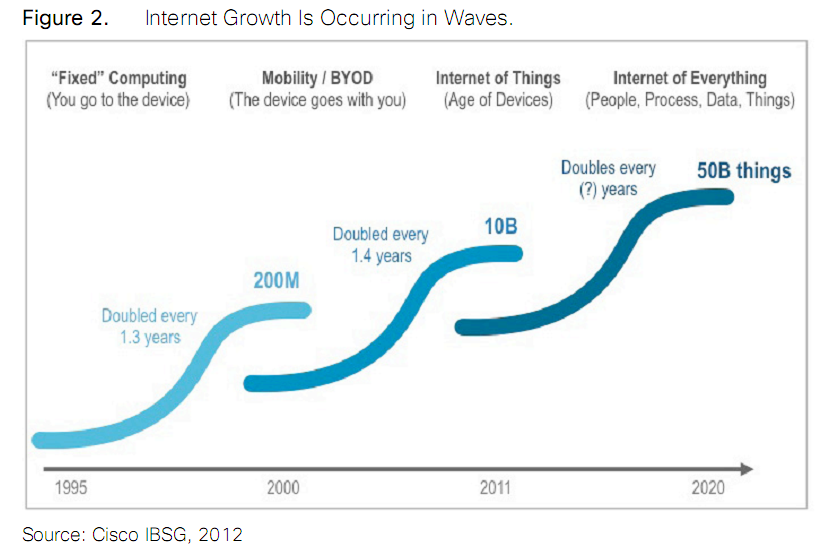 Figure 2. Internet Growth Is Occurring in Waves.
“Fixed” Computing
(You go to the device)
Mobility / BYOD
(The device goes with you)
Internet of Things
(Age of Devices)
Internet of Everything
(People, Process, Data, Things)
Doubled every
1.3 years
200M
Doubled every
1.4 years
10B
Doubles every
(?) years
50B things
1995
2000
2011
2020
Source: Cisco IBSG, 2012